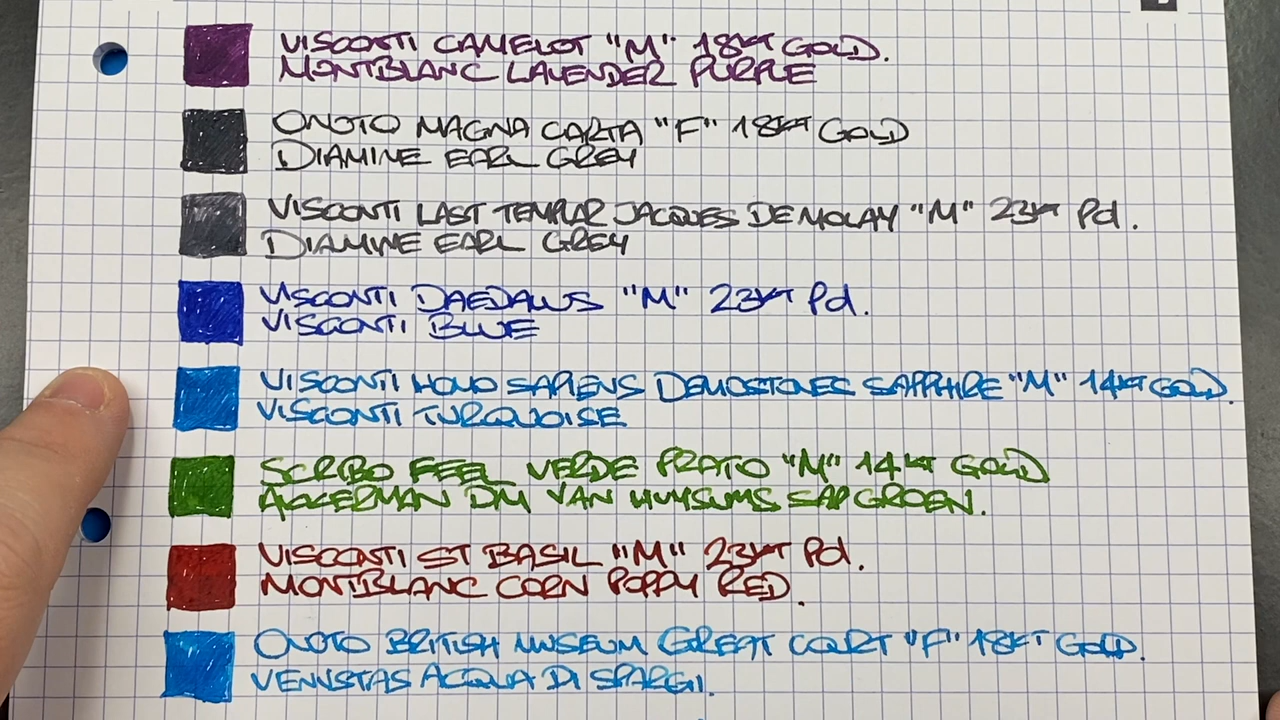 VISCONTI CAMELOT "M" 18KT GOLD.
MONTBLANC LAVENDER PURPLE
ONOTO MAGNA CARTA "F" 18KT GOLD
DIAMINE EARL GREY
VISCONTI LAST TEMPLAR JACQUES DE MOLAY "M" 23KT Pd.
DIAMINE EARL GREY
VISCONTI DAEDALUS "M" 23KT Pd.
VISCONTI BLUE
VISCONTI HOMO SAPIENS DEMOSTONES SAPPHIRE "M" 14KT GOLD.
VISCONTI TURQUOISE
SCRIBO FEEL VERDE PRATO "M" 14KT GOLD
AKKERMAN DM VAN HUYSUMS SAP GROEN.
VISCONTI ST BASIL "M" 23KT Pd.
MONTBLANC CORN POPPY RED.
ONOTO BRITISH MUSEUM GREAT COURT "F" 18KT GOLD.
VENVSTAS ACQUA DI SPARGI.